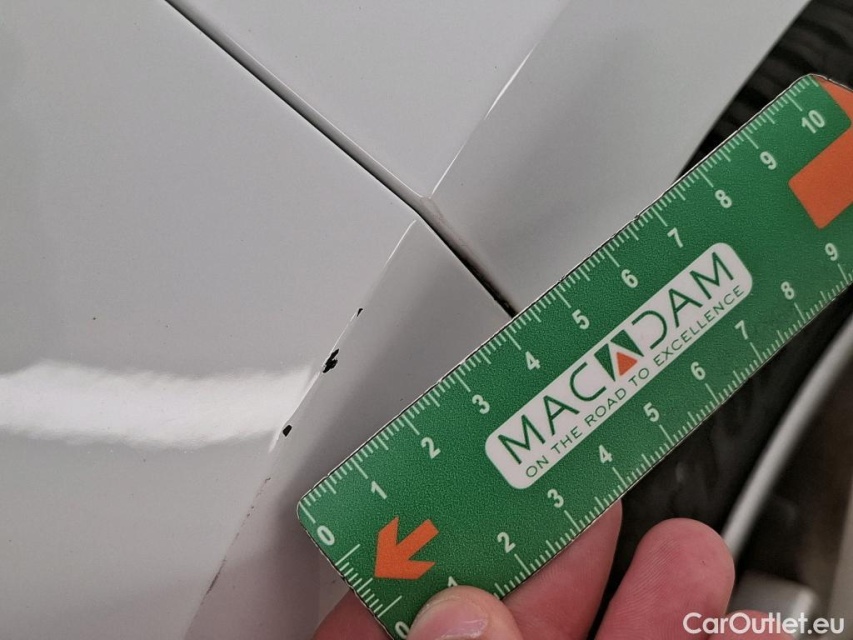 0 1 2 3 4 5 6 7 8 9 10
MACADAM
ON THE ROAD TO EXCELLENCE
0 1 2 3 4 5 6 7 8 9
CarOutlet.eu